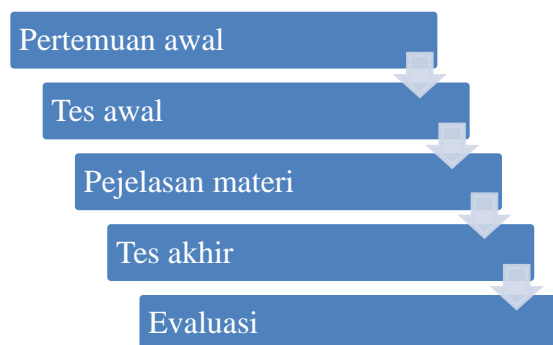 Pertemuan awal
Tes awal
Pejelasan materi
Tes akhir
Evaluasi